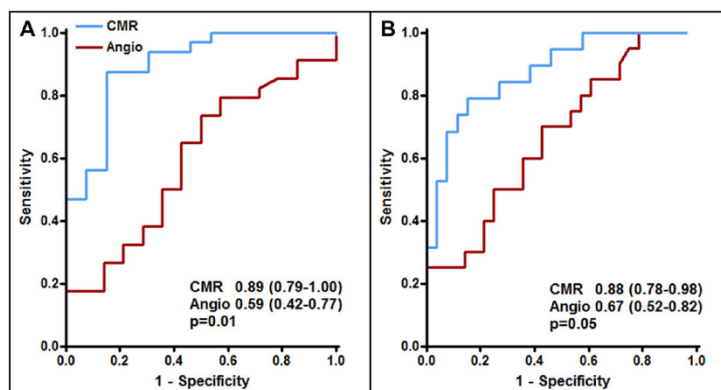 A
CMR
Angio
1.0
0.8
0.6
0.4
0.2
0.0
Sensitivity
0.0 0.2 0.4 0.6 0.8 1.0
1 - Specificity
CMR 0.89 (0.79-1.00)
Angio 0.59 (0.42-0.77)
p=0.01
B
1.0
0.8
0.6
0.4
0.2
0.0
Sensitivity
0.0 0.2 0.4 0.6 0.8 1.0
1 - Specificity
CMR 0.88 (0.78-0.98)
Angio 0.67 (0.52-0.82)
p=0.05